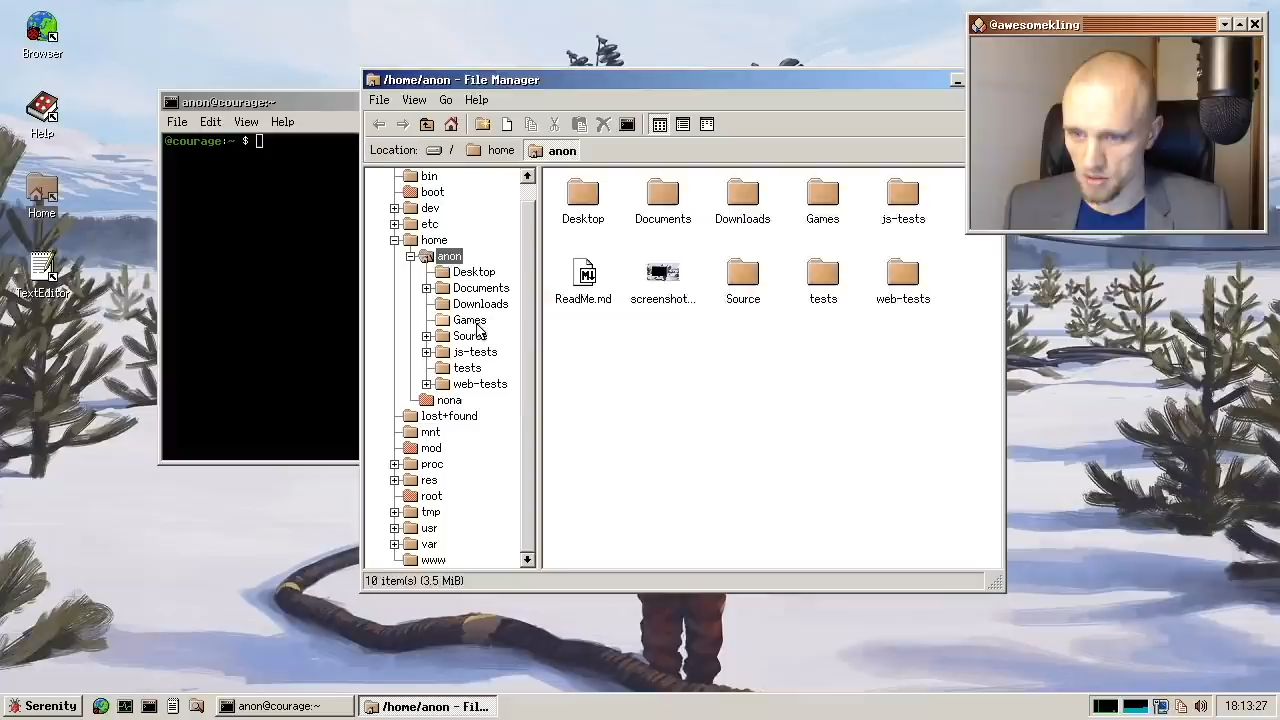 Browser
Help
Home
TextEditor
anon@courage:~
File Edit View Help
@courage:~ $
/home/anon - File Manager
File View Go Help
Location: / home anon
bin
boot
dev
etc
home
anon
Desktop
Documents
Downloads
Games
Source
js-tests
tests
web-tests
nona
lost+found
mnt
mod
proc
res
root
tmp
usr
var
www
Desktop Documents Downloads Games js-tests
ReadMe.md screenshot... Source tests web-tests
10 item(s) (3.5 MiB)
@awesomekling
Serenity anon@courage:~ /home/anon - Fil... 18:13:27